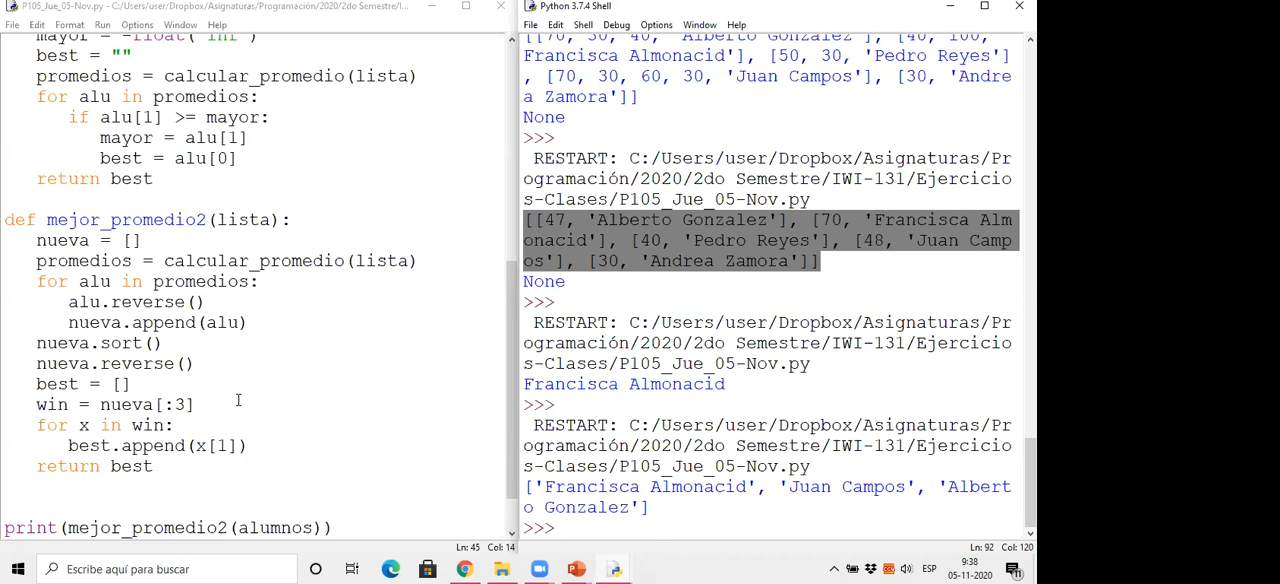 P105_Jue_05-Nov.py - C:/Users/user/Dropbox/Asignaturas/Programación/2020/2do Semestre/I...
File Edit Format Run Options Window Help
mayor = -float('inf')
best = ""
promedios = calcular_promedio(lista)
for alu in promedios:
if alu[1] >= mayor:
mayor = alu[1]
best = alu[0]
return best
def mejor_promedio2(lista):
nueva = []
promedios = calcular_promedio(lista)
for alu in promedios:
alu.reverse()
nueva.append(alu)
nueva.sort()
nueva.reverse()
best = []
win = nueva[:3]
for x in win:
best.append(x[1])
return best
print(mejor_promedio2(alumnos))
Ln: 45 Col: 14
Python 3.7.4 Shell
File Edit Shell Debug Options Window Help
[[70, 30, 40, 'Alberto Gonzalez'], [40, 100, 
Francisca Almonacid'], [50, 30, 'Pedro Reyes']
, [70, 30, 60, 30, 'Juan Campos'], [30, 'Andre
a Zamora']]
None
>>>
RESTART: C:/Users/user/Dropbox/Asignaturas/Pr
ogramación/2020/2do Semestre/IWI-131/Ejercicio
s-Clases/P105_Jue_05-Nov.py
[[47, 'Alberto Gonzalez'], [70, 'Francisca Alm
onacid'], [40, 'Pedro Reyes'], [48, 'Juan Camp
os'], [30, 'Andrea Zamora']]
None
>>>
RESTART: C:/Users/user/Dropbox/Asignaturas/Pr
ogramación/2020/2do Semestre/IWI-131/Ejercicio
s-Clases/P105_Jue_05-Nov.py
Francisca Almonacid
>>>
RESTART: C:/Users/user/Dropbox/Asignaturas/Pr
ogramación/2020/2do Semestre/IWI-131/Ejercicio
s-Clases/P105_Jue_05-Nov.py
['Francisca Almonacid', 'Juan Campos', 'Albert
o Gonzalez']
>>>
Ln: 92 Col: 120
Escribe aquí para buscar
ESP
9:38
05-11-2020